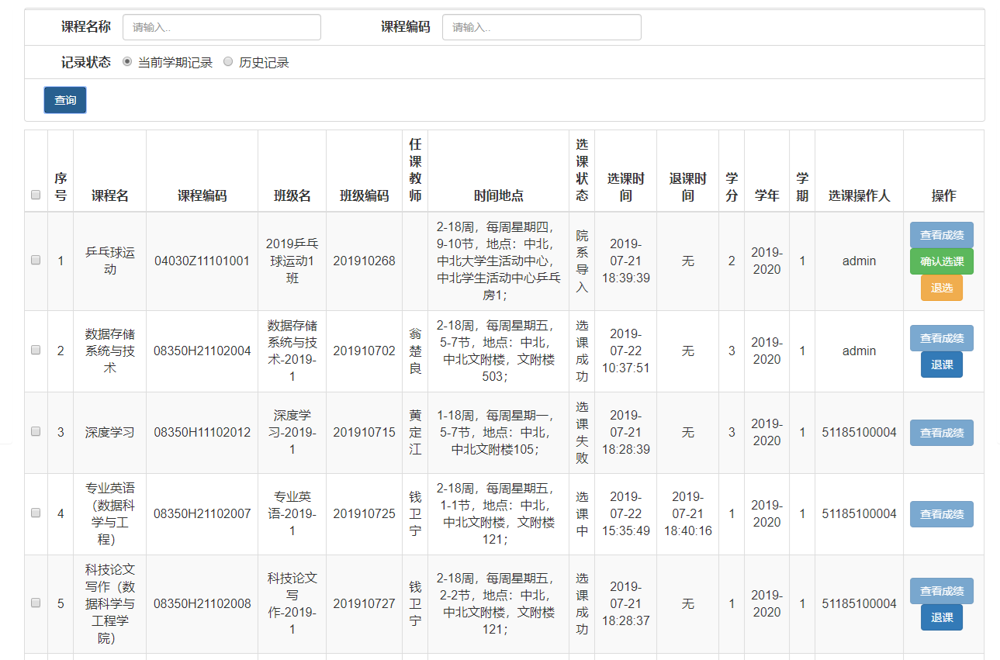 课程名称 请输入.. 课程编码 请输入..
记录状态 当前学期记录 历史记录
查询
序号 课程名 课程编码 班级名 班级编码 任课教师 时间地点 选课状态 选课时间 退课时间 学分 学年 学期 选课操作人 操作
1
乒乓球运
动
04030Z11101001
2019乒乓
球运动1
班
201910268
2-18周，每周星期四，
9-10节，地点：中北，
中北大学生活动中心，
中北学生活动中心乒乓
房1；
院
系
导
入
2019-
07-21
18:39:39
无
2
2019-
2020
1
admin
查看成绩
确认选课
退选
2
数据存储
系统与技
术
08350H21102004
数据存储
系统与技
术-2019-
1
201910702
翁
楚
良
2-18周，每周星期五，
5-7节，地点：中北，
中北文附楼，文附楼
503；
选
课
成
功
2019-
07-22
10:37:51
无
3
2019-
2020
1
admin
查看成绩
退课
3
深度学习
08350H11102012
深度学
习-2019-
1
201910715
黄
定
江
1-18周，每周星期一，
5-7节，地点：中北，
中北文附楼105；
选
课
失
败
2019-
07-21
18:28:39
无
3
2019-
2020
1
51185100004
查看成绩
4
专业英语
（数据科
学与工
程）
08350H21102007
专业英
语-2019-
1
201910725
钱
卫
宁
2-18周，每周星期五，
1-1节，地点：中北，
中北文附楼，文附楼
121；
选
课
中
2019-
07-22
15:35:49
2019-
07-21
18:40:16
1
2019-
2020
1
51185100004
查看成绩
5
科技论文
写作（数
据科学与
工程学
院）
08350H21102008
科技论文
写
作-2019-
1
201910727
钱
卫
宁
2-18周，每周星期五，
2-2节，地点：中北，
中北文附楼，文附楼
121；
选
课
成
功
2019-
07-21
18:28:37
无
1
2019-
2020
1
51185100004
查看成绩
退课